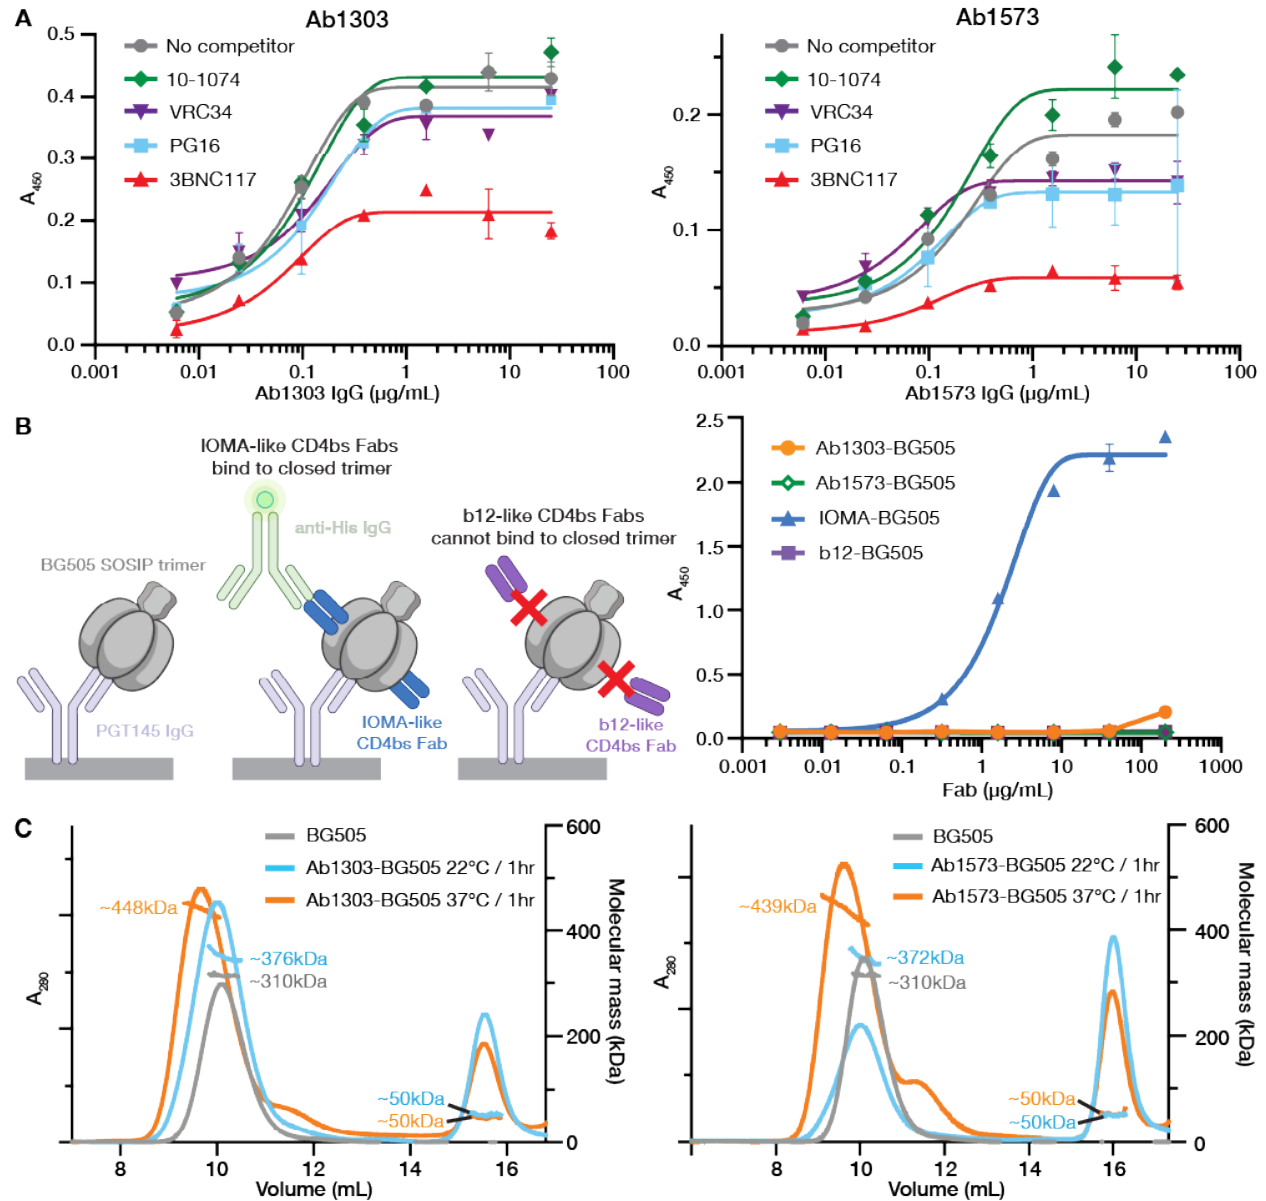 A
Ab1303
0.5
0.4
0.3
0.2
0.1
0.0
A450
No competitor
10-1074
VRC34
PG16
3BNC117
0.001
0.01
0.1
1
10
100
Ab1303 IgG (µg/mL)
Ab1573
0.2
0.1
0.0
A450
No competitor
10-1074
VRC34
PG16
3BNC117
0.001
0.01
0.1
1
10
100
Ab1573 IgG (µg/mL)
B
BG505 SOSIP trimer
PGT145 IgG
IOMA-like CD4bs Fabs
bind to closed trimer
anti-His IgG
IOMA-like
CD4bs Fab
b12-like CD4bs Fabs
cannot bind to closed trimer
b12-like
CD4bs Fab
2.5
2.0
1.5
1.0
0.5
0.0
A450
Ab1303-BG505
Ab1573-BG505
IOMA-BG505
b12-BG505
0.001
0.01
0.1
1
10
100
1000
Fab (µg/mL)
C
A280
BG505
Ab1303-BG505 22°C / 1hr
Ab1303-BG505 37°C / 1hr
~448kDa
~376kDa
~310kDa
~50kDa
~50kDa
600
400
200
0
Molecular mass (kDa)
8
10
12
14
16
Volume (mL)
A280
BG505
Ab1573-BG505 22°C / 1hr
Ab1573-BG505 37°C / 1hr
~439kDa
~372kDa
~310kDa
~50kDa
~50kDa
600
400
200
0
Molecular mass (kDa)
8
10
12
14
16
Volume (mL)